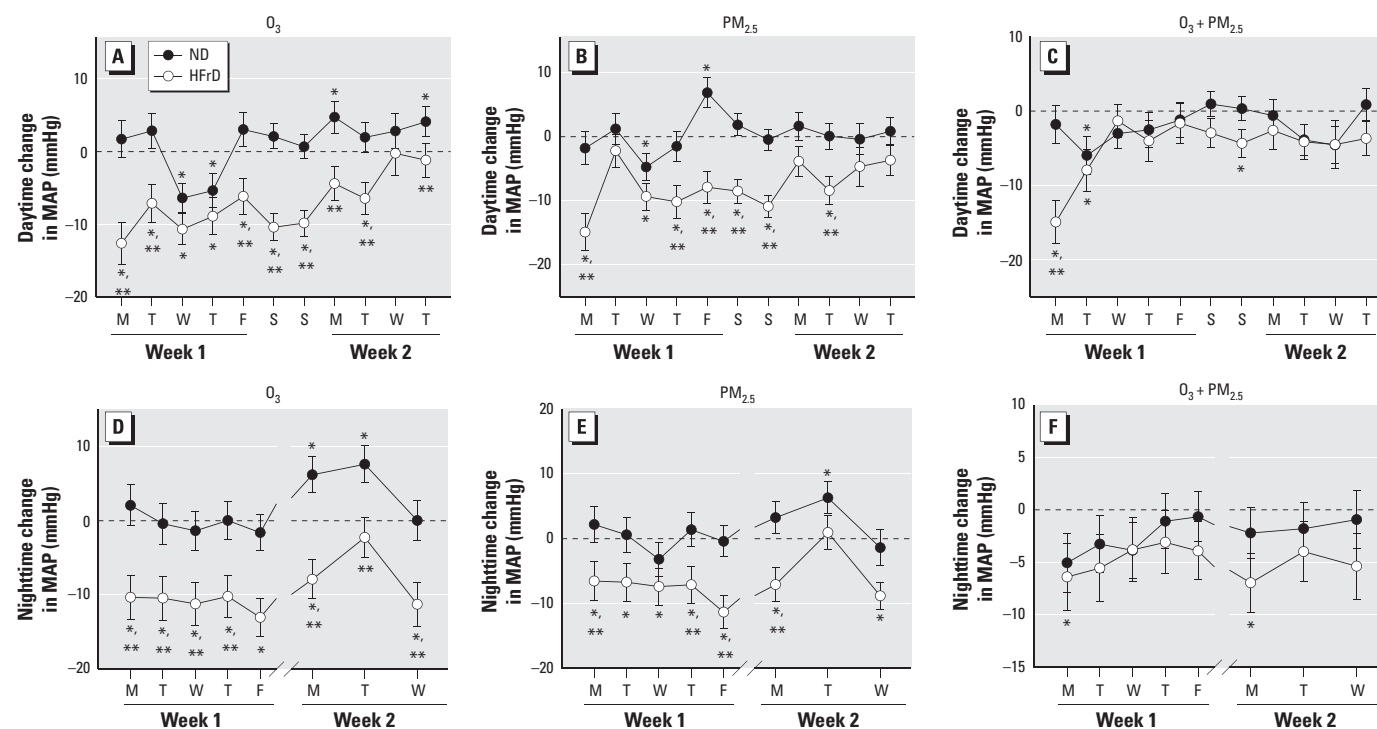 O3
A
ND
HFrD
Daytime change
in MAP (mmHg)
10
0
–10
–20
*
*
*
*
*
*,
**
*,
**
*
*
*,
**
*,
**
*,
**
**
*,
**
**
M T W T F S S M T W T
Week 1 Week 2
PM2.5
B
Daytime change
in MAP (mmHg)
10
0
–10
–20
*
*
*,
**
*
*,
**
*,
**
*,
**
*,
**
*,
**
M T W T F S S M T W T
Week 1 Week 2
O3 + PM2.5
C
Daytime change
in MAP (mmHg)
10
0
–10
–20
*
*,
**
*
*
M T W T F S S M T W T
Week 1 Week 2
O3
D
Nighttime change
in MAP (mmHg)
10
0
–10
–20
*
*
*,
**
*,
**
*,
**
*,
**
*
*,
**
**
*,
**
M T W T F M T W
Week 1 Week 2
PM2.5
E
Nighttime change
in MAP (mmHg)
20
10
0
–10
–20
*
*,
**
*
*
*,
**
*,
**
*,
**
*
M T W T F M T W
Week 1 Week 2
O3 + PM2.5
F
Nighttime change
in MAP (mmHg)
10
5
0
–5
–10
–15
*
*
M T W T F M T W
Week 1 Week 2